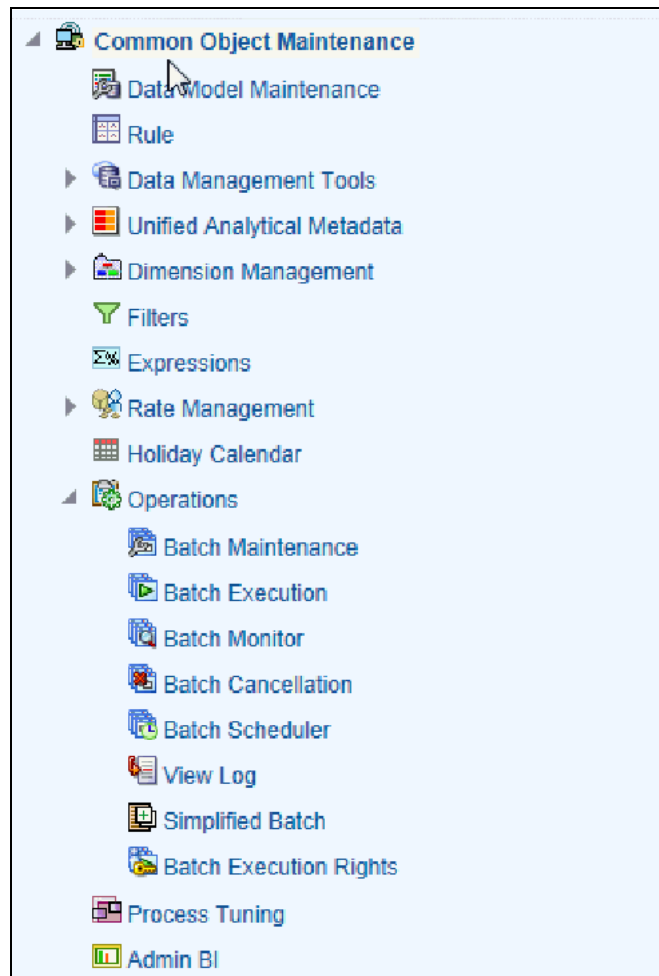 Common Object Maintenance
Data Model Maintenance
Rule
Data Management Tools
Unified Analytical Metadata
Dimension Management
Filters
Expressions
Rate Management
Holiday Calendar
Operations
Batch Maintenance
Batch Execution
Batch Monitor
Batch Cancellation
Batch Scheduler
View Log
Simplified Batch
Batch Execution Rights
Process Tuning
Admin BI